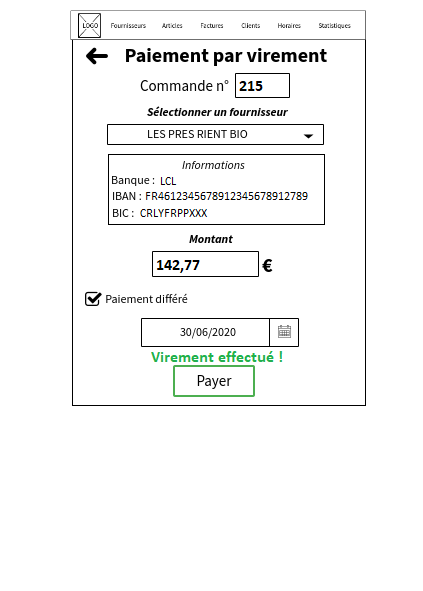 LOGO Fournisseurs Articles Factures Clients Horaires Statistiques
Paiement par virement
Commande n° 215
Sélectionner un fournisseur
LES PRES RIENT BIO
Informations
Banque : LCL
IBAN : FR4612345678912345678912789
BIC : CRLYFRPPXXX
Montant
142,77 €
Paiement différé
30/06/2020
Virement effectué !
Payer